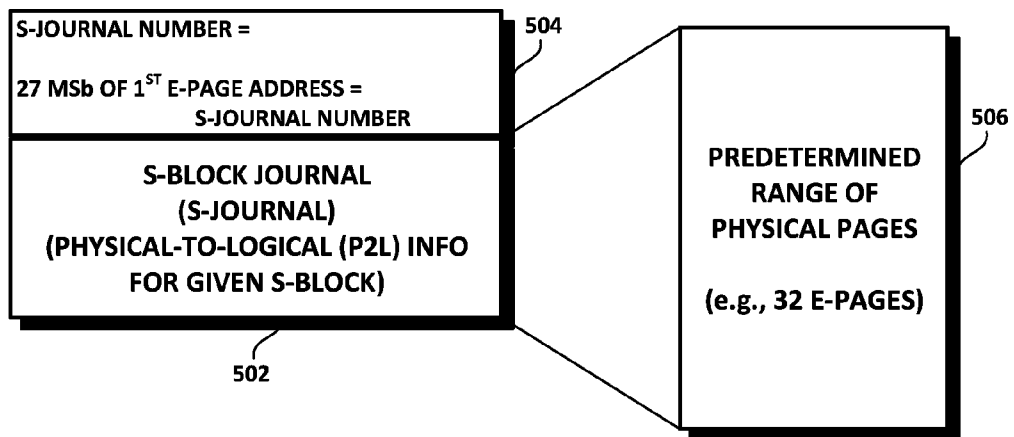 S-JOURNAL NUMBER =
27 MSb OF 1ST E-PAGE ADDRESS =
S-JOURNAL NUMBER
504
S-BLOCK JOURNAL
(S-JOURNAL)
(PHYSICAL-TO-LOGICAL (P2L) INFO
FOR GIVEN S-BLOCK)
502
PREDETERMINED
RANGE OF
PHYSICAL PAGES
(e.g., 32 E-PAGES)
506